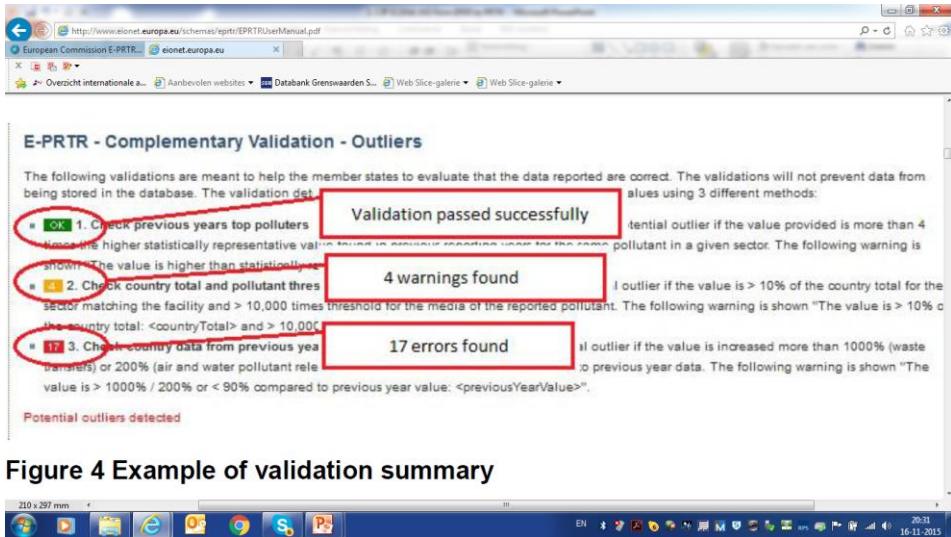 http://www.eionet.europa.eu/schemas/eprtr/EPRTRUserManual.pdf
European Commission E-PRTR... eionet.europa.eu
Overzicht internationale a... Aanbevolen websites Databank Grenswaarden S... Web Slice-galerie Web Slice-galerie
E-PRTR - Complementary Validation - Outliers
The following validations are meant to help the member states to evaluate that the data reported are correct. The validations will not prevent data from
being stored in the database. The validation det alues using 3 different methods:
Validation passed successfully
OK 1. Check previous years top polluters tential outlier if the value provided is more than 4
times the higher statistically representative value found in previous reporting years for the same pollutant in a given sector. The following warning is
shown "The value is higher than statistically re
4 warnings found
4 2. Check country total and pollutant thres l outlier if the value is > 10% of the country total for the
sector matching the facility and > 10,000 times threshold for the media of the reported pollutant. The following warning is shown "The value is > 10% o
the country total: <countryTotal> and > 10,000
17 errors found
17 3. Check country data from previous yea al outlier if the value is increased more than 1000% (waste
transfers) or 200% (air and water pollutant rele to previous year data. The following warning is shown "The
value is > 1000% / 200% or < 90% compared to previous year value: <previousYearValue>".
Potential outliers detected
Figure 4 Example of validation summary
210 x 297 mm
EN
20:31
16-11-2015